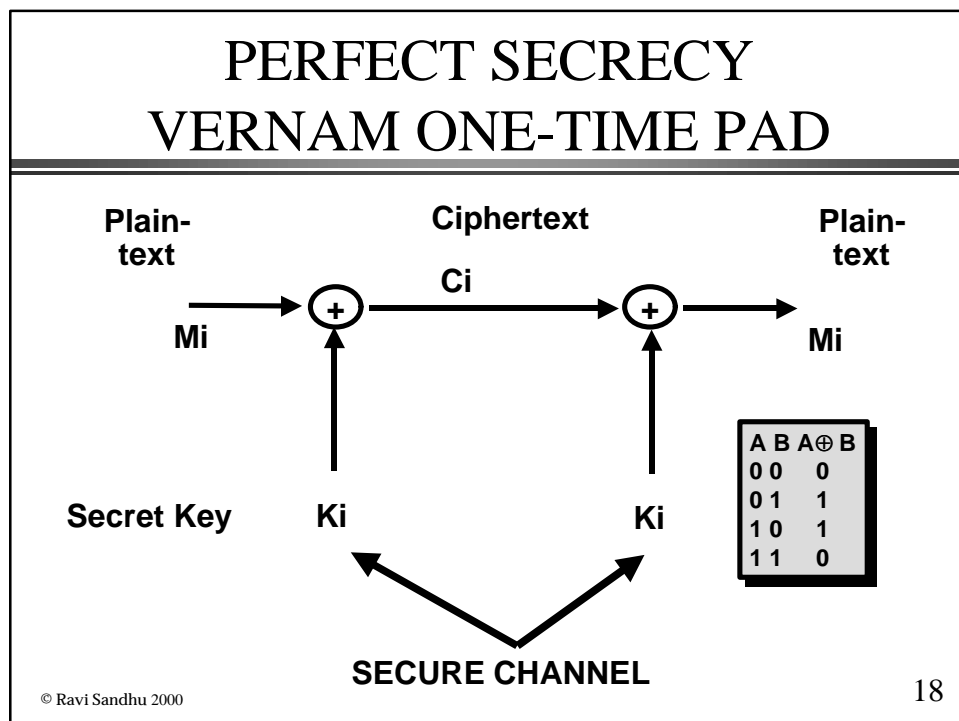 PERFECT SECRECY
VERNAM ONE-TIME PAD
Plain-
text
Ciphertext
Plain-
text
Ci
+
+
Mi
Mi
A B A⊕ B
0 0 0
0 1 1
1 0 1
1 1 0
Secret Key
Ki
Ki
SECURE CHANNEL
© Ravi Sandhu 2000
18